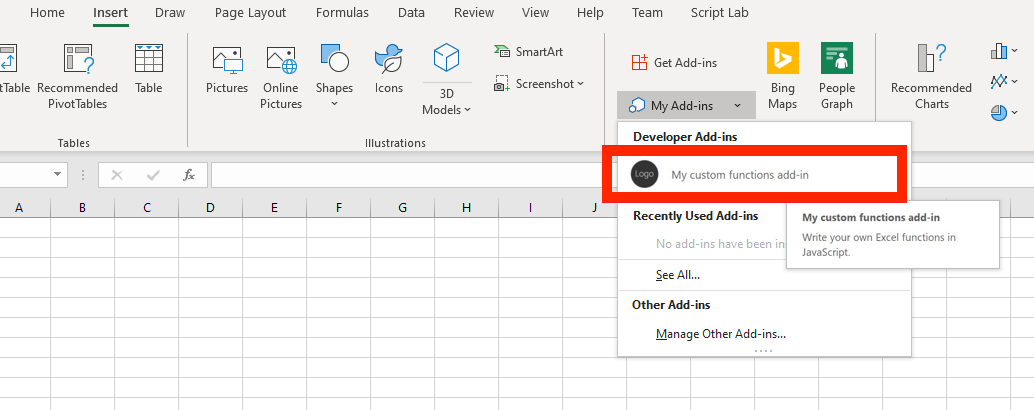 Home Insert Draw Page Layout Formulas Data Review View Help Team Script Lab
Table Recommended PivotTables
Table
Pictures
Online Pictures
Shapes
Icons
3D Models
SmartArt
Screenshot
Get Add-ins
My Add-ins
Bing Maps
People Graph
Recommended Charts
Tables
Illustrations
Developer Add-ins
Logo My custom functions add-in
Recently Used Add-ins
No add-ins have been in
See All...
Other Add-ins
Manage Other Add-ins...
My custom functions add-in
Write your own Excel functions in
JavaScript.
fx
A B C D E F G H I J